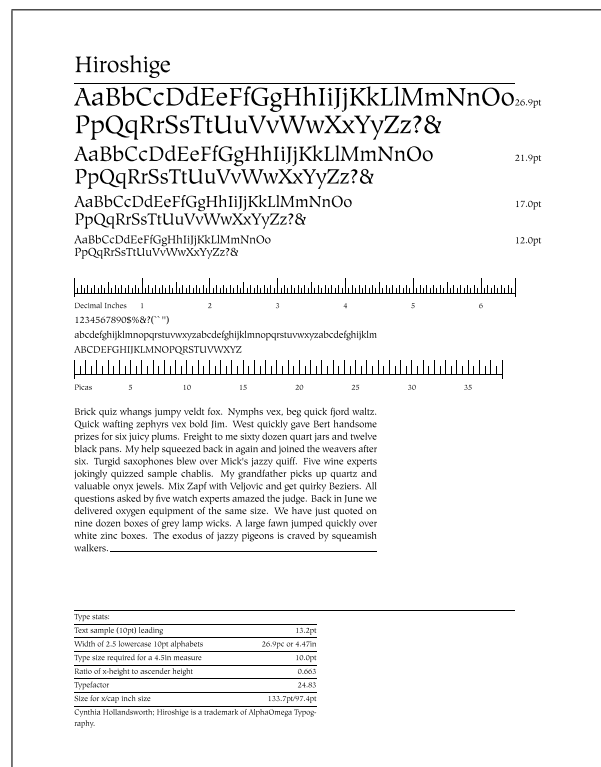 Hiroshige
AaBbCcDdEeFfGgHhIiJjKkLlMmNnOo 26.9pt
PpQqRrSsTtUuVvWwXxYyZz?&
AaBbCcDdEeFfGgHhIiJjKkLlMmNnOo 21.9pt
PpQqRrSsTtUuVvWwXxYyZz?&
AaBbCcDdEeFfGgHhIiJjKkLlMmNnOo 17.0pt
PpQqRrSsTtUuVvWwXxYyZz?&
AaBbCcDdEeFfGgHhIiJjKkLlMmNnOo 12.0pt
PpQqRrSsTtUuVvWwXxYyZz?&
Decimal Inches 1 2 3 4 5 6
1234567890$%&?(`` '')
abcdefghijklmnopqrstuvwxyzabcdefghijklmnopqrstuvwxyzabcdefghijklm
ABCDEFGHIJKLMNOPQRSTUVWXYZ
Picas 5 10 15 20 25 30 35
Brick quiz whangs jumpy veldt fox. Nymphs vex, beg quick fjord waltz.
Quick wafting zephyrs vex bold Jim. West quickly gave Bert handsome
prizes for six juicy plums. Freight to me sixty dozen quart jars and twelve
black pans. My help squeezed back in again and joined the weavers after
six. Turgid saxophones blew over Mick's jazzy quiff. Five wine experts
jokingly quizzed sample chablis. My grandfather picks up quartz and
valuable onyx jewels. Mix Zapf with Veljovic and get quirky Beziers. All
questions asked by five watch experts amazed the judge. Back in June we
delivered oxygen equipment of the same size. We have just quoted on
nine dozen boxes of grey lamp wicks. A large fawn jumped quickly over
white zinc boxes. The exodus of jazzy pigeons is craved by squeamish
walkers.
Type stats:
Text sample (10pt) leading 13.2pt
Width of 2.5 lowercase 10pt alphabets 26.9pc or 4.47in
Type size required for a 4.5in measure 10.0pt
Ratio of x-height to ascender height 0.663
Typefactor 24.83
Size for x/cap inch size 133.7pt/97.4pt
Cynthia Hollandsworth; Hiroshige is a trademark of AlphaOmega Typog-
raphy.